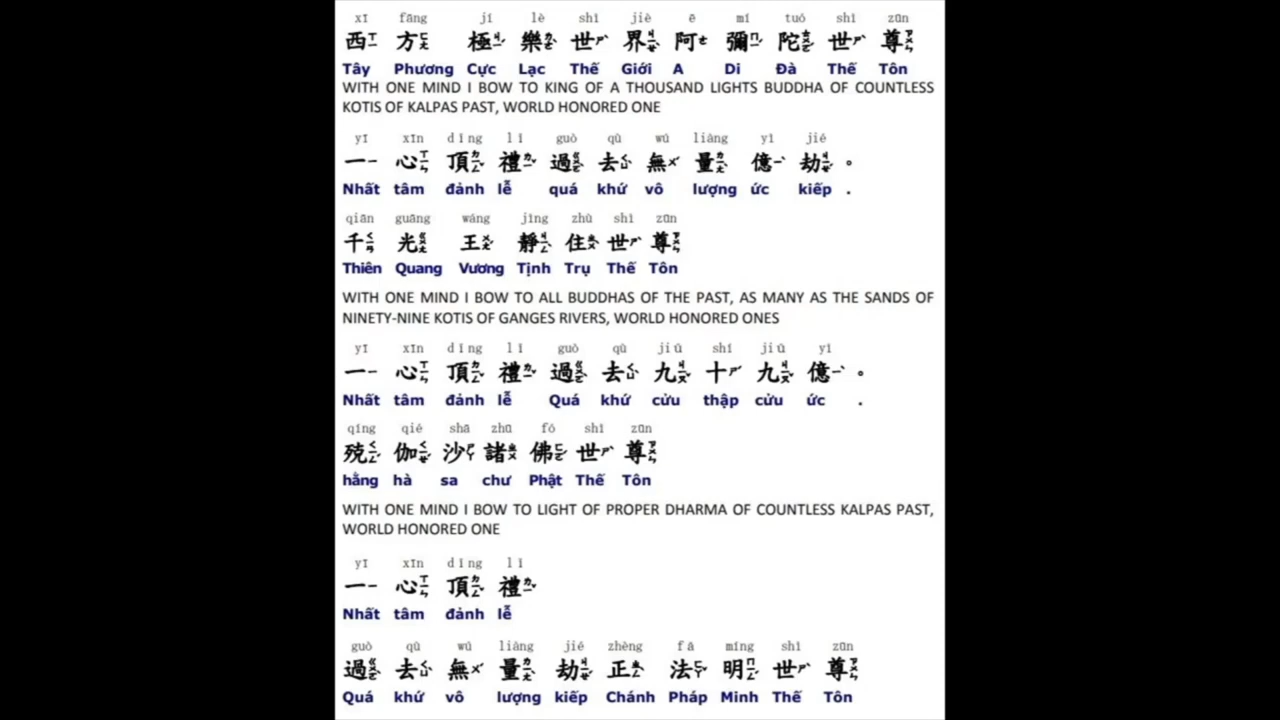 xī fāng jí lè shì jiè ē mí tuó shì zūn
西方 極樂世界阿彌陀世尊
Tây Phương Cực Lạc Thế Giới A Di Đà Thế Tôn
WITH ONE MIND I BOW TO KING OF A THOUSAND LIGHTS BUDDHA OF COUNTLESS
KOTIS OF KALPAS PAST, WORLD HONORED ONE
yī xīn dǐng lǐ guò qù wú liàng yì jié
一心頂禮 過去無量億劫。
Nhất tâm đảnh lễ quá khứ vô lượng ức kiếp .
qiān guāng wáng jìng zhù shì zūn
千光王靜住世尊
Thiên Quang Vương Tịnh Trụ Thế Tôn
WITH ONE MIND I BOW TO ALL BUDDHAS OF THE PAST, AS MANY AS THE SANDS OF
NINETY-NINE KOTIS OF GANGES RIVERS, WORLD HONORED ONES
yī xīn dǐng lǐ guò qù jiǔ shí jiǔ yì
一心頂禮 過去九十九億。
Nhất tâm đảnh lễ Quá khứ cửu thập cửu ức .
qíng qié shā zhū fó shì zūn
殑伽沙諸佛世尊
hằng hà sa chư Phật Thế Tôn
WITH ONE MIND I BOW TO LIGHT OF PROPER DHARMA OF COUNTLESS KALPAS PAST,
WORLD HONORED ONE
yī xīn dǐng lǐ
一心頂禮
Nhất tâm đảnh lễ
guò qù wú liàng jié zhèng fǎ míng shì zūn
過去無量劫正法明世尊
Quá khứ vô lượng kiếp Chánh Pháp Minh Thế Tôn